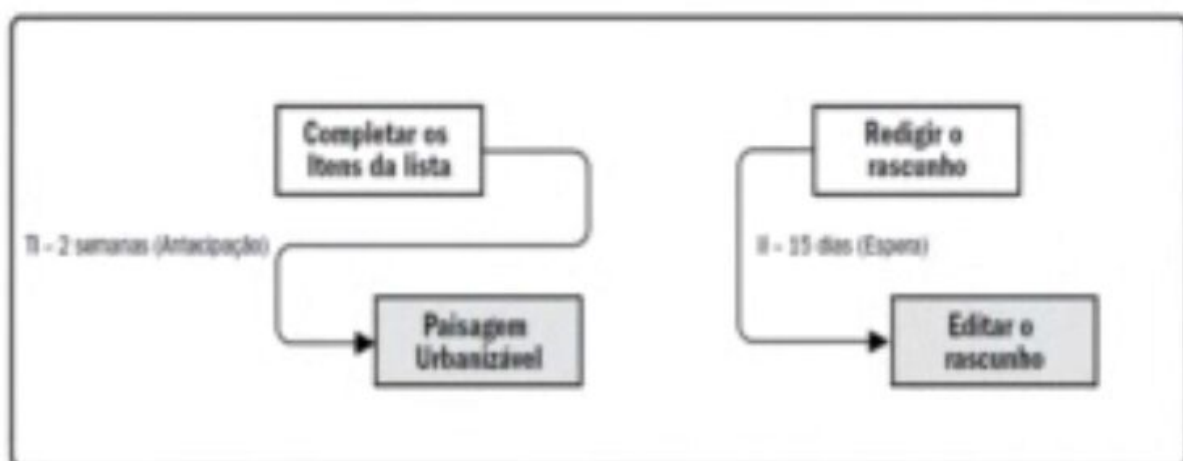 Completar os
Itens da lista
Redigir o
rascunho
TI – 2 semanas (Antecipação)
II – 15 dias (Espera)
Paisagem
Urbanizável
Editar o
rascunho